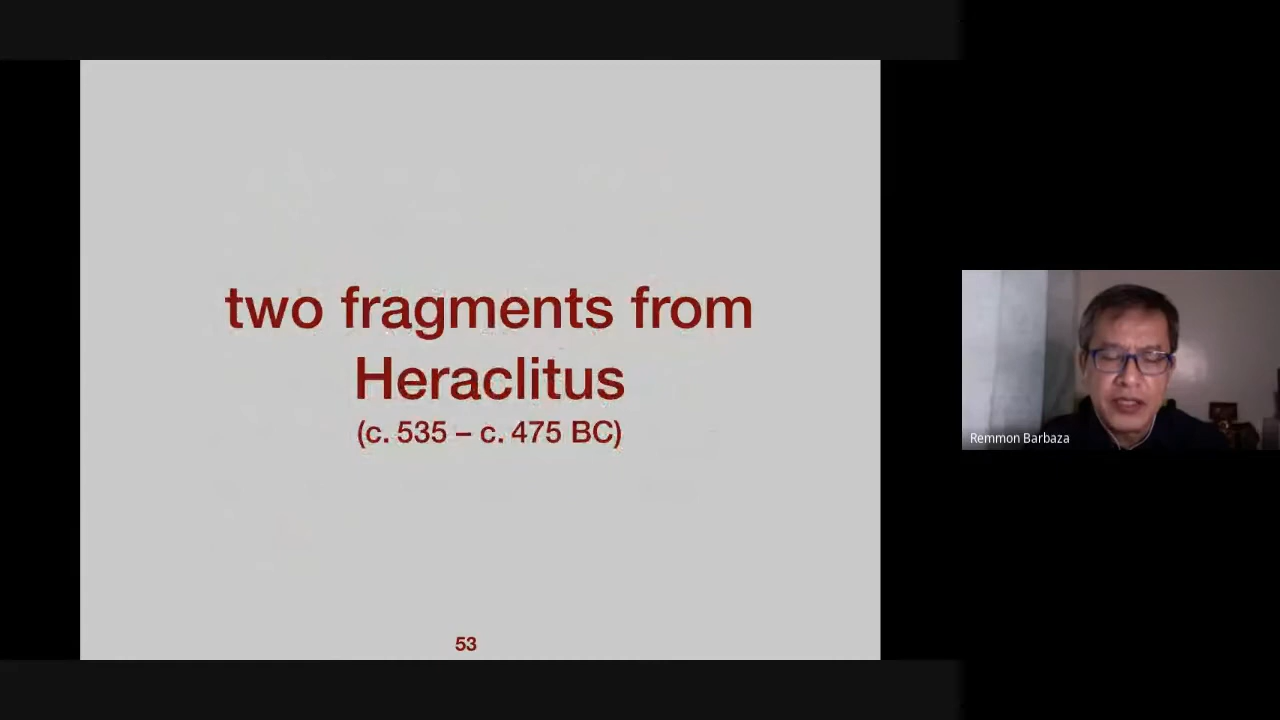 two fragments from
Heraclitus
(c. 535 – c. 475 BC)
53
Remmon Barbaza